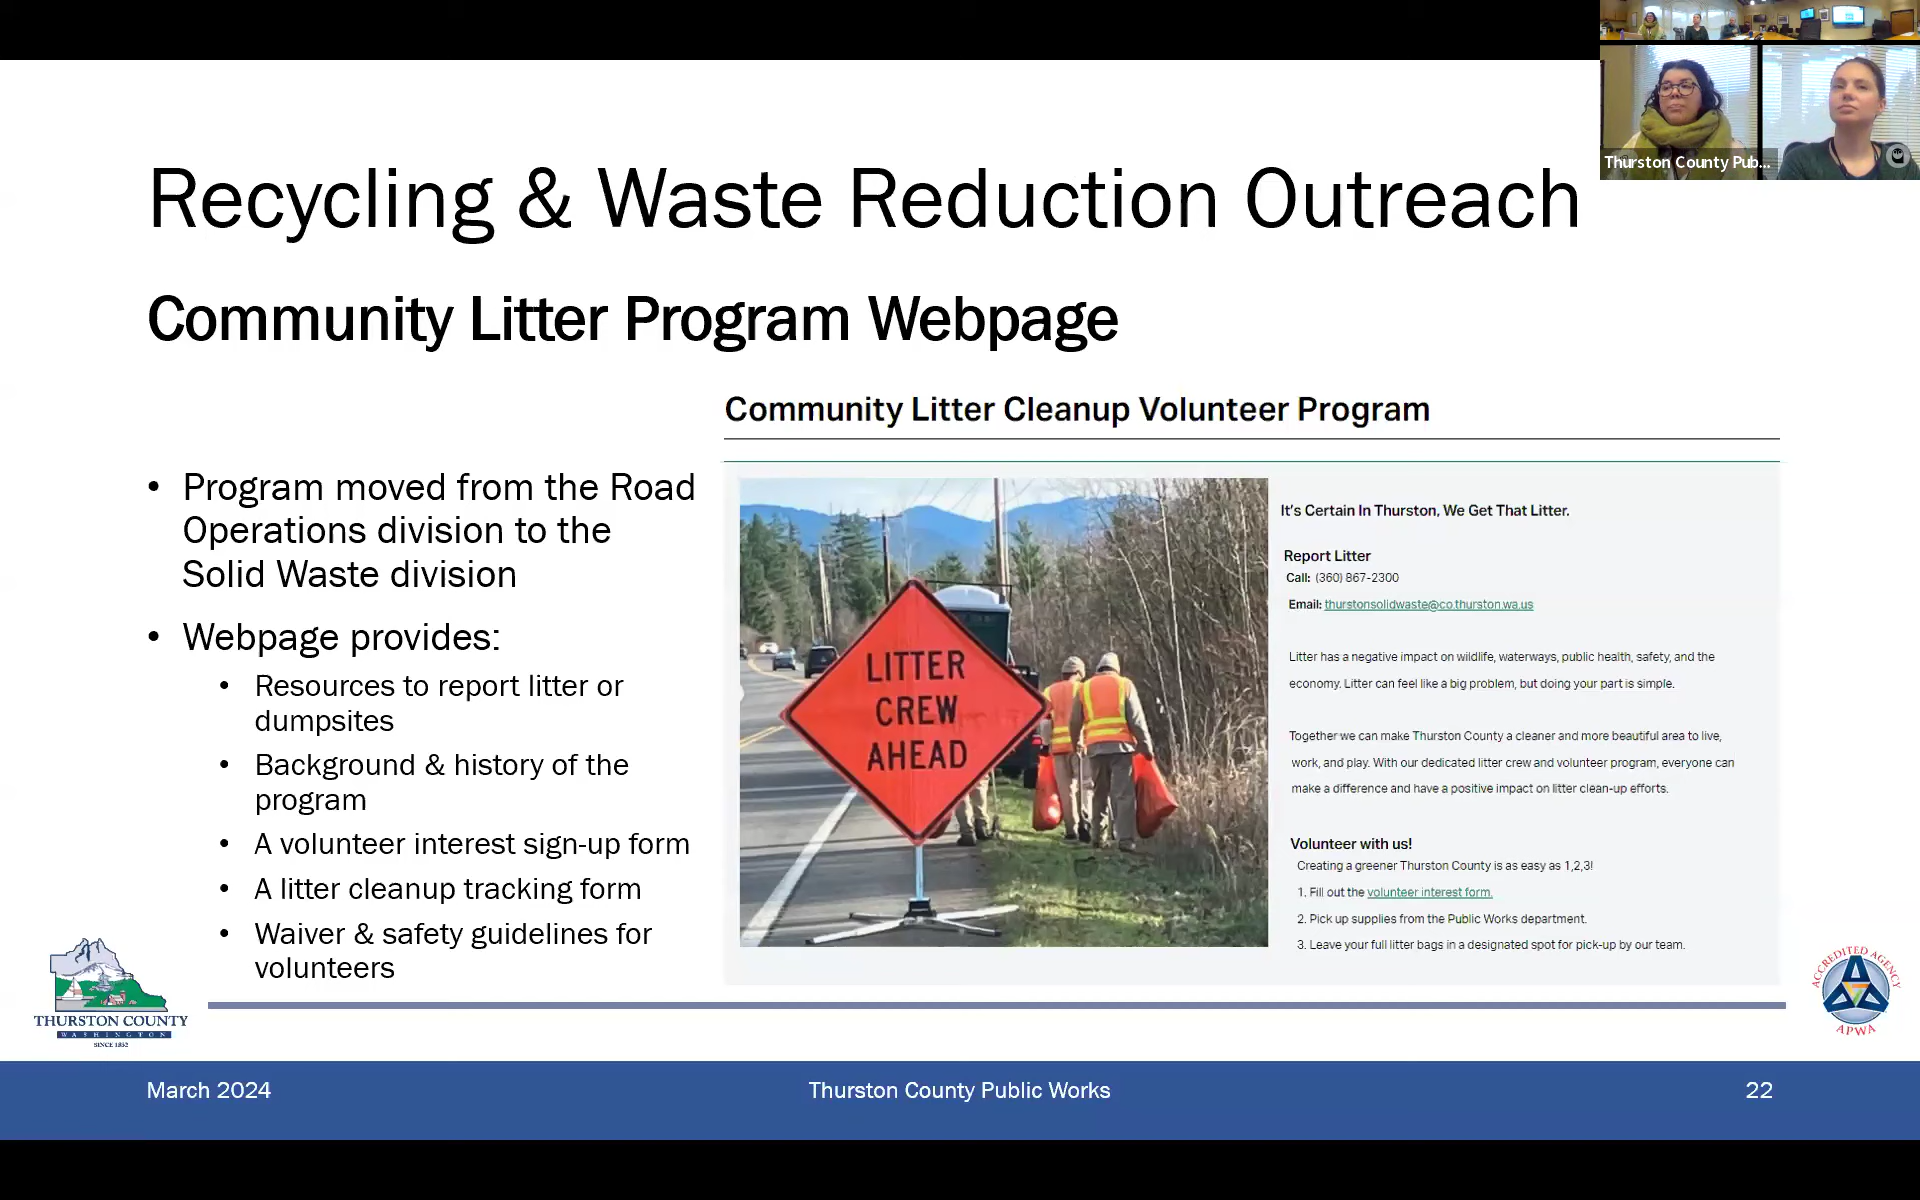 Thurston County Pub...
Recycling & Waste Reduction Outreach
Community Litter Program Webpage
• Program moved from the Road
Operations division to the
Solid Waste division
• Webpage provides:
• Resources to report litter or
dumpsites
• Background & history of the
program
• A volunteer interest sign-up form
• A litter cleanup tracking form
• Waiver & safety guidelines for
volunteers
Community Litter Cleanup Volunteer Program
LITTER
CREW
AHEAD
It's Certain In Thurston, We Get That Litter.
Report Litter
Call: (360) 867-2300
Email: thurstonsolidwaste@co.thurston.wa.us
Litter has a negative impact on wildlife, waterways, public health, safety, and the
economy. Litter can feel like a big problem, but doing your part is simple.
Together we can make Thurston County a cleaner and more beautiful area to live,
work, and play. With our dedicated litter crew and volunteer program, everyone can
make a difference and have a positive impact on litter clean-up efforts.
Volunteer with us!
Creating a greener Thurston County is as easy as 1,2,3!
1. Fill out the volunteer interest form.
2. Pick up supplies from the Public Works department.
3. Leave your full litter bags in a designated spot for pick-up by our team.
THURSTON COUNTY
WASHINGTON
SINCE 1852
ACCREDITED AGENCY
APWA
March 2024
Thurston County Public Works
22